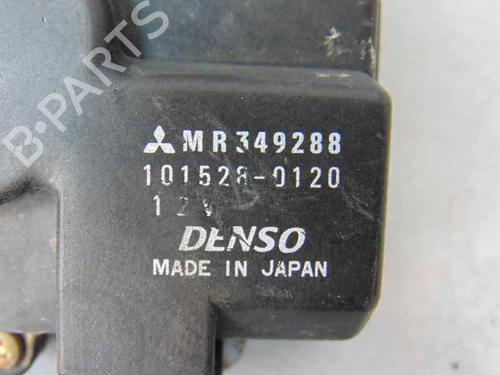 B-PARTS
MR349288
101528-0120
12V
DENSO
MADE IN JAPAN